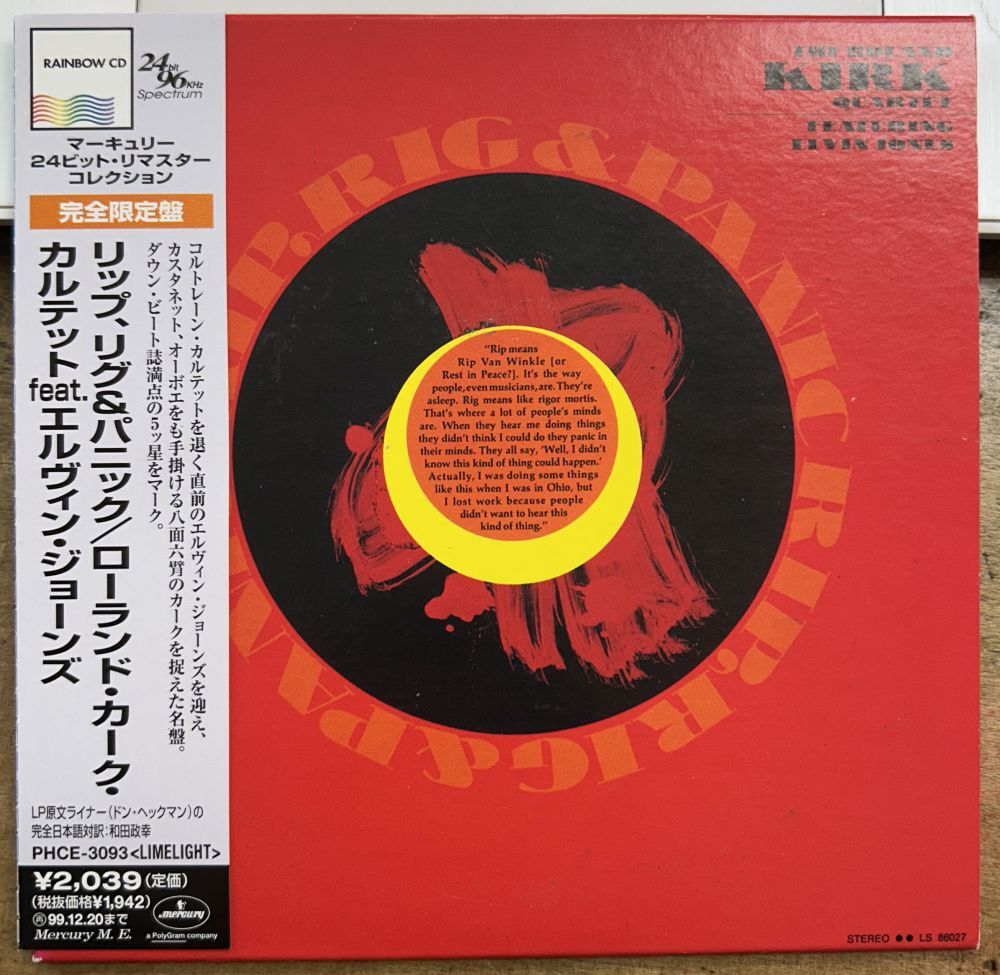 RAINBOW CD
24bit
96KHz
Spectrum
マーキュリー
24ビット・リマスター
コレクション
完全限定盤
コルトレーン・カルテットを退く直前のエルヴィン・ジョーンズを迎え、
カスタネット、オーボエをも手掛ける八面六臂のカークを捉えた名盤。
ダウン・ビート誌満点の5ッ星をマーク。
リップ、リグ&パニック/ローランド・カーク・
カルテット feat.エルヴィン・ジョーンズ
LP原文ライナー(ドン・ヘックマン)の
完全日本語対訳:和田政幸
PHCE-3093<LIMELIGHT>
¥2,039(定価)
(税抜価格¥1,942)
再99.12.20まで
Mercury M. E.
mercury
a PolyGram company
THE ROLAND
KIRK
QUARTET
FEATURING
ELVIN JONES
P, RIG & PANIC RIP, RIG & PAN
"Rip means
Rip Van Winkle [or
Rest in Peace?]. It's the way
people, even musicians, are. They're
asleep. Rig means like rigor mortis.
That's where a lot of people's minds
are. When they hear me doing things
they didn't think I could do they panic in
their minds. They all say, 'Well, I didn't
know this kind of thing could happen.'
Actually, I was doing some things
like this when I was in Ohio, but
I lost work because people
didn't want to hear this
kind of thing."
STEREO ●● LS 86027